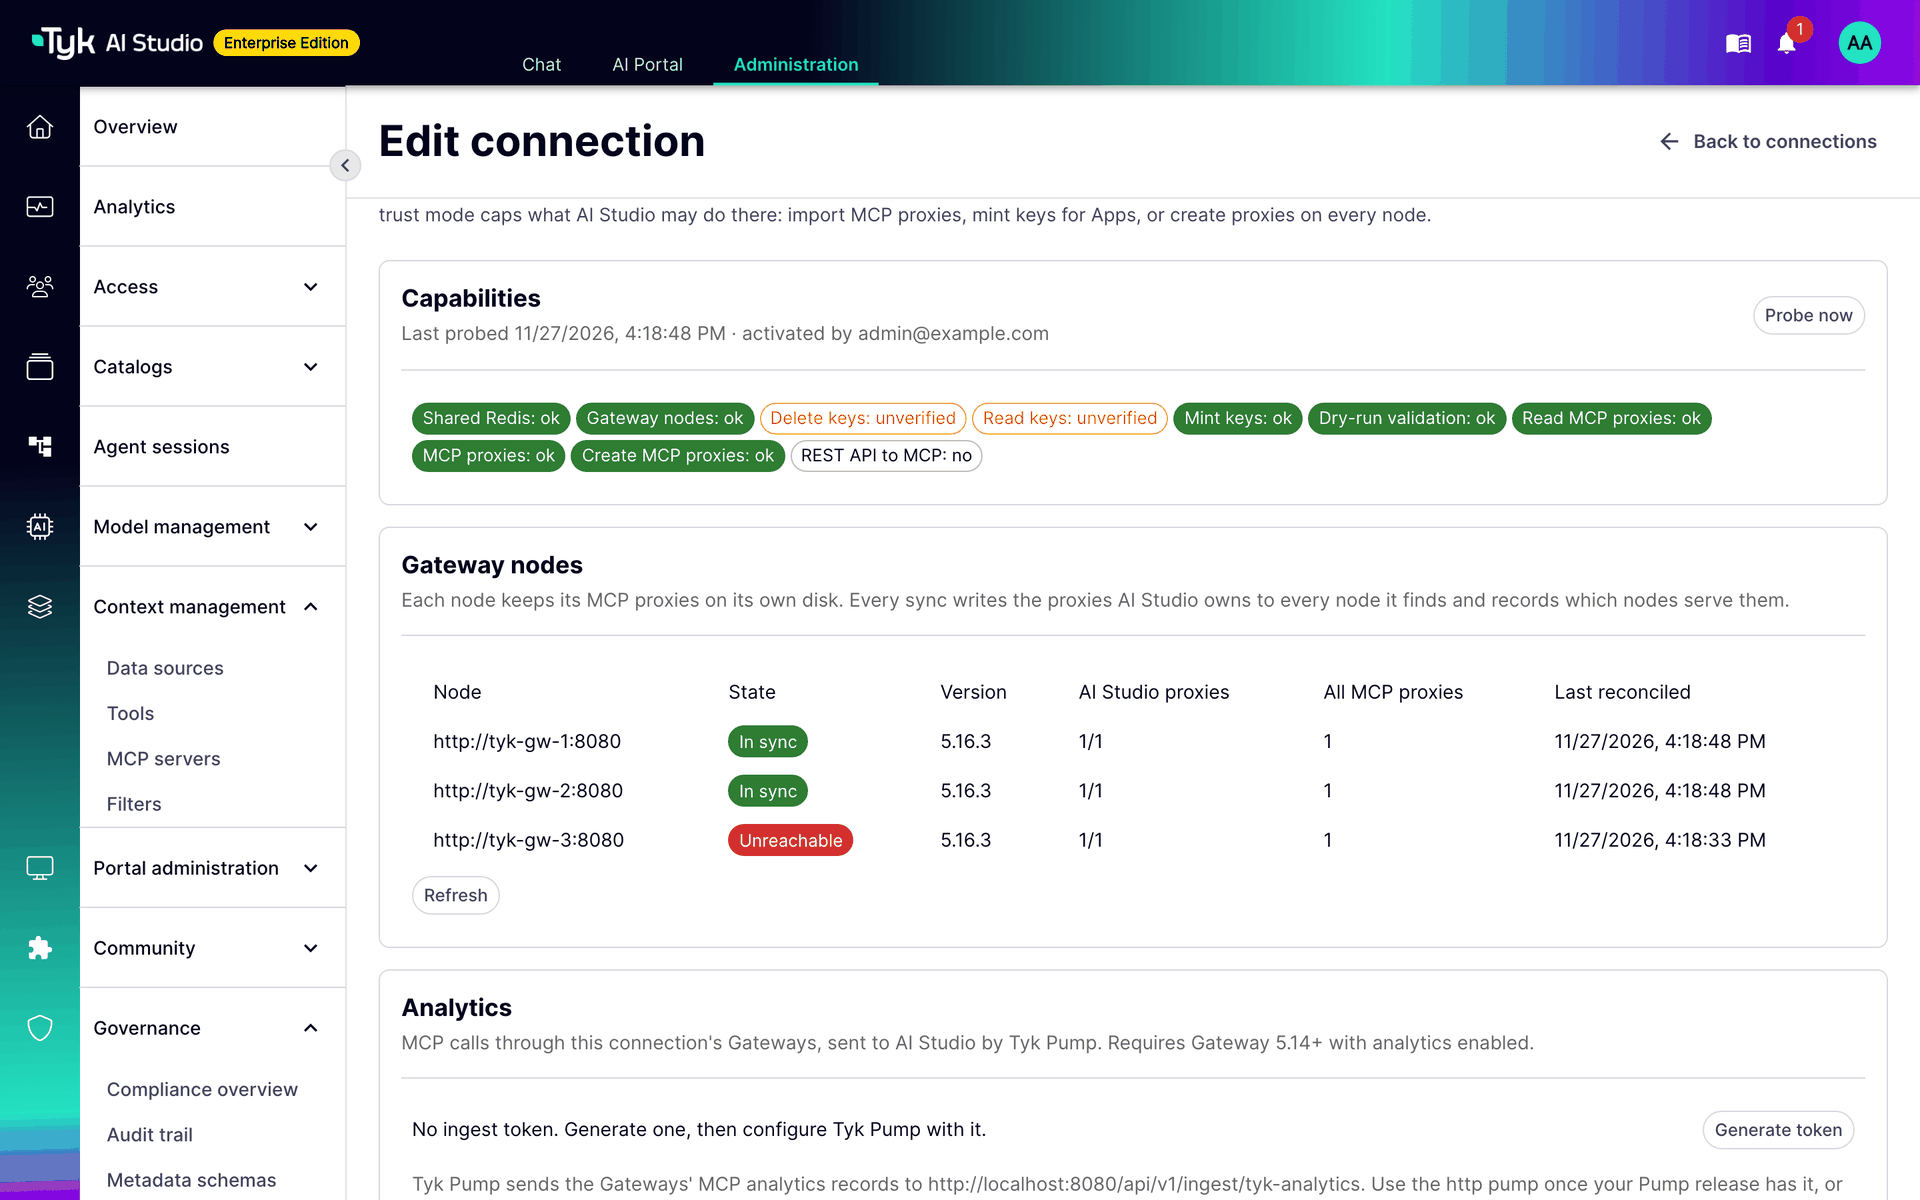 Tyk AI Studio Enterprise Edition
Chat AI Portal Administration
1
AA
Overview
Analytics
Access
Catalogs
Agent sessions
Model management
Context management
Data sources
Tools
MCP servers
Filters
Portal administration
Community
Governance
Compliance overview
Audit trail
Metadata schemas
Edit connection
Back to connections
trust mode caps what AI Studio may do there: import MCP proxies, mint keys for Apps, or create proxies on every node.
Capabilities
Last probed 11/27/2026, 4:18:48 PM · activated by admin@example.com
Probe now
Shared Redis: ok Gateway nodes: ok Delete keys: unverified Read keys: unverified Mint keys: ok Dry-run validation: ok Read MCP proxies: ok
MCP proxies: ok Create MCP proxies: ok REST API to MCP: no
Gateway nodes
Each node keeps its MCP proxies on its own disk. Every sync writes the proxies AI Studio owns to every node it finds and records which nodes serve them.
Node State Version AI Studio proxies All MCP proxies Last reconciled
http://tyk-gw-1:8080 In sync 5.16.3 1/1 1 11/27/2026, 4:18:48 PM
http://tyk-gw-2:8080 In sync 5.16.3 1/1 1 11/27/2026, 4:18:48 PM
http://tyk-gw-3:8080 Unreachable 5.16.3 1/1 1 11/27/2026, 4:18:33 PM
Refresh
Analytics
MCP calls through this connection's Gateways, sent to AI Studio by Tyk Pump. Requires Gateway 5.14+ with analytics enabled.
No ingest token. Generate one, then configure Tyk Pump with it.
Generate token
Tyk Pump sends the Gateways' MCP analytics records to http://localhost:8080/api/v1/ingest/tyk-analytics. Use the http pump once your Pump release has it, or